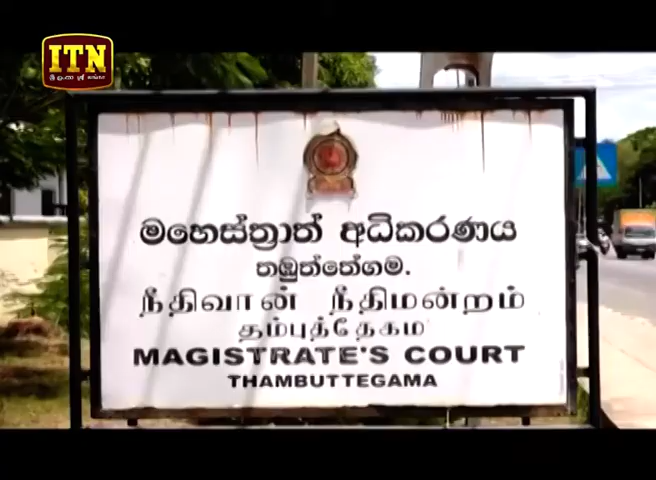 ITN
මහෙස්ත්‍රාත් අධිකරණය
තඹුත්තේගම.
நீதிவான் நீதிமன்றம்
தம்புத்தேகம
MAGISTRATE'S COURT
THAMBUTTEGAMA